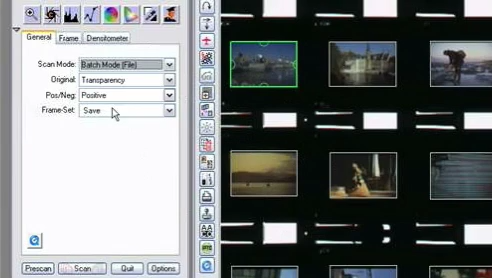 General Frame Densitometer
Scan Mode: Batch Mode [File]
Original: Transparency
Pos/Neg: Positive
Frame-Set: Save
Prescan Scan Quit Options